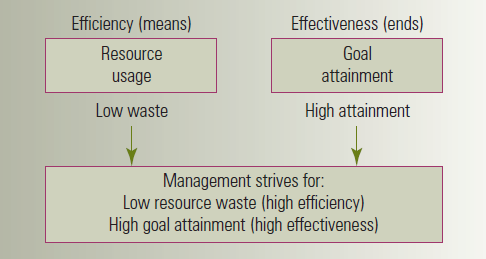 Efficiency (means)
Effectiveness (ends)
Resource
usage
Goal
attainment
Low waste
High attainment
Management strives for:
Low resource waste (high efficiency)
High goal attainment (high effectiveness)